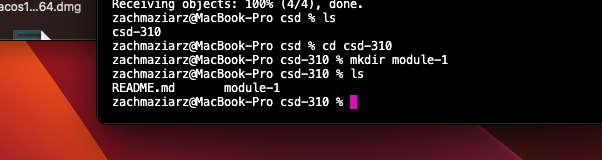 Receiving objects: 100% (4/4), done.
acos1...64.dmg
zachmaziarz@MacBook-Pro csd % ls
csd-310
zachmaziarz@MacBook-Pro csd % cd csd-310
zachmaziarz@MacBook-Pro csd-310 % mkdir module-1
zachmaziarz@MacBook-Pro csd-310 % ls
README.md module-1
zachmaziarz@MacBook-Pro csd-310 %